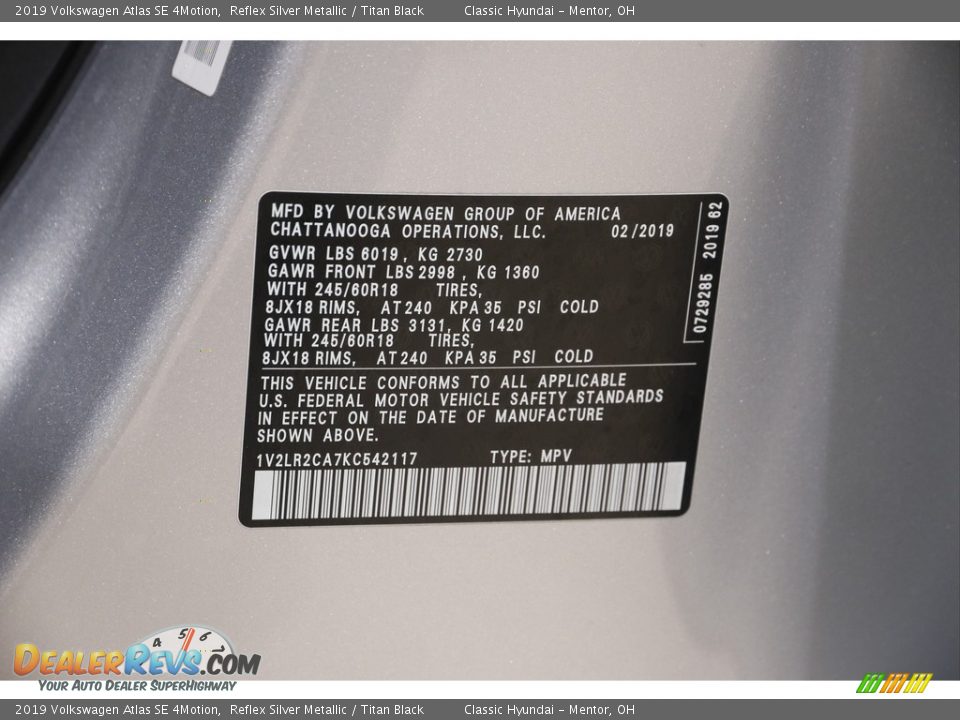 2019 Volkswagen Atlas SE 4Motion,  Reflex Silver Metallic / Titan Black    Classic Hyundai – Mentor, OH
MFD BY VOLKSWAGEN GROUP OF AMERICA
CHATTANOOGA OPERATIONS, LLC.    02/2019
GVWR LBS 6019 , KG 2730
GAWR FRONT LBS 2998 , KG 1360
WITH 245/60R18    TIRES,
8JX18 RIMS,  AT 240  KPA 35  PSI  COLD
GAWR REAR LBS 3131, KG 1420
WITH 245/60R18    TIRES,
8JX18 RIMS,  AT 240  KPA 35  PSI  COLD
0729285  2019 62
THIS VEHICLE CONFORMS TO ALL APPLICABLE
U.S. FEDERAL MOTOR VEHICLE SAFETY STANDARDS
IN EFFECT ON THE DATE OF MANUFACTURE
SHOWN ABOVE.
1V2LR2CA7KC542117    TYPE: MPV
4 5 6 7
DEALERREVS.COM
YOUR AUTO DEALER SUPERHIGHWAY
2019 Volkswagen Atlas SE 4Motion,  Reflex Silver Metallic / Titan Black    Classic Hyundai – Mentor, OH